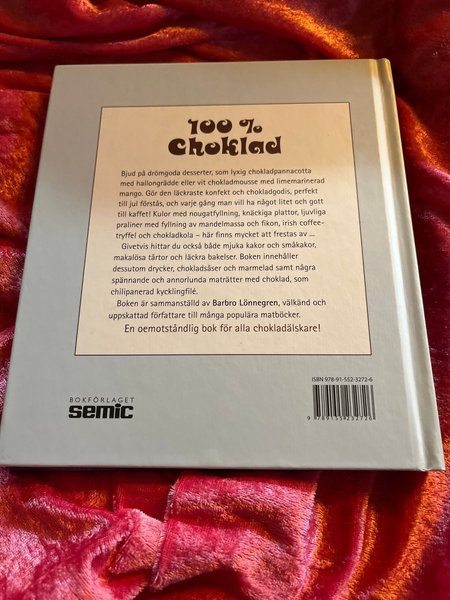 100 %
Choklad
Bjud på drömgoda desserter, som lyxig chokladpannacotta
med hallongrädde eller vit chokladmousse med limemarinerad
mango. Gör den läckraste konfekt och chokladgodis, perfekt
till jul förstås, och varje gång man vill ha något litet och gott
till kaffet! Kulor med nougatfyllning, knäckiga plattor, ljuvliga
praliner med fyllning av mandelmassa och fikon, irish coffee-
tryffel och chokladkola – här finns mycket att frestas av ...
Givetvis hittar du också både mjuka kakor och småkakor,
makalösa tårtor och läckra bakelser. Boken innehåller
dessutom drycker, chokladsåser och marmelad samt några
spännande och annorlunda maträtter med choklad, som
chilipanerad kycklingfilé.
Boken är sammanställd av Barbro Lönnegren, välkänd och
uppskattad författare till många populära matböcker.
En oemotståndlig bok för alla chokladälskare!
ISBN 978-91-552-3272-6
9 789155 232726
BOKFÖRLAGET
semic